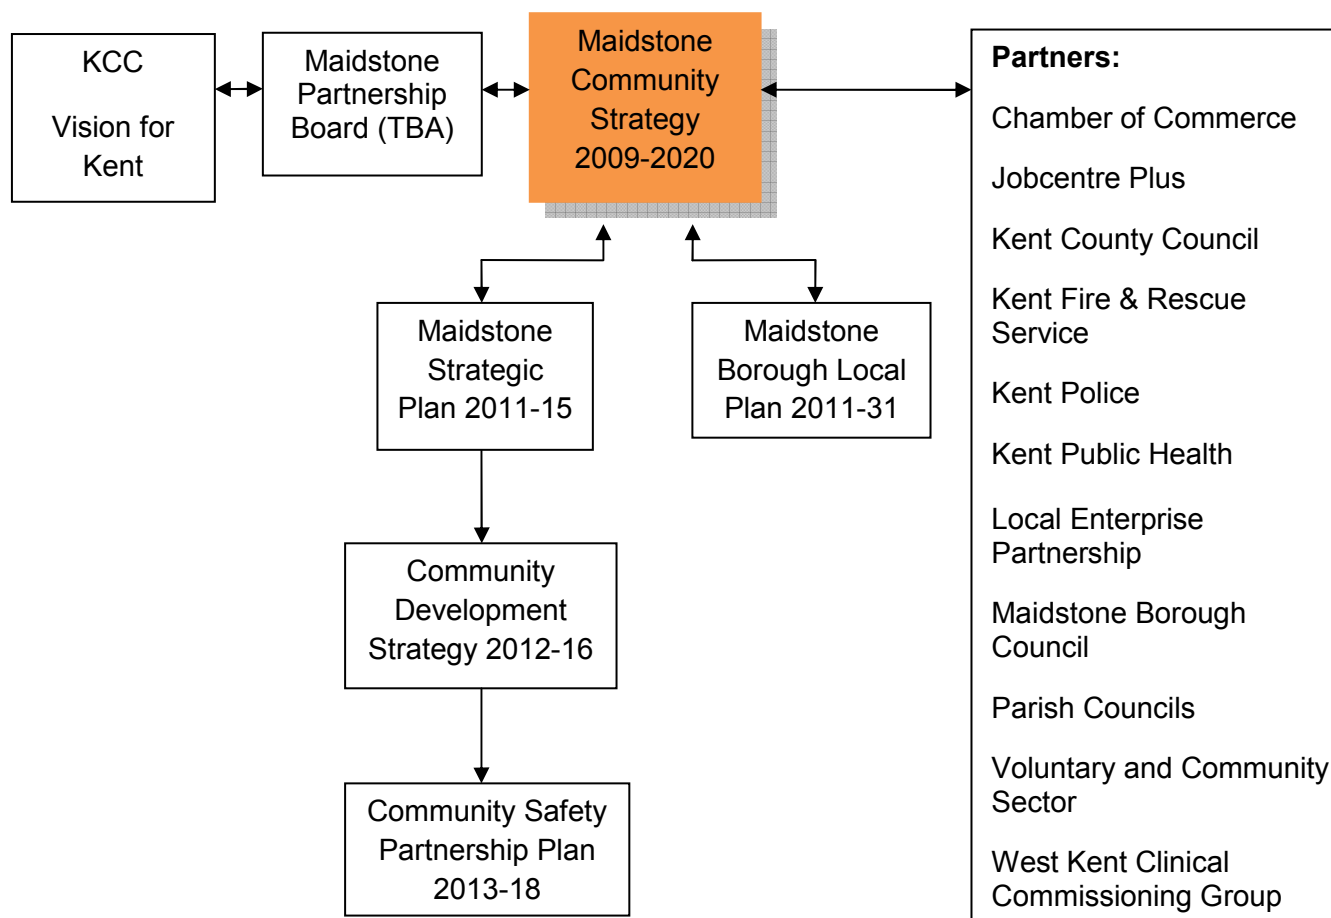 KCC
Vision for
Kent
Maidstone
Partnership
Board (TBA)
Maidstone
Community
Strategy
2009-2020
Partners:
Chamber of Commerce
Jobcentre Plus
Kent County Council
Kent Fire & Rescue
Service
Kent Police
Kent Public Health
Local Enterprise
Partnership
Maidstone Borough
Council
Parish Councils
Voluntary and Community
Sector
West Kent Clinical
Commissioning Group
Maidstone
Strategic
Plan 2011-15
Maidstone
Borough Local
Plan 2011-31
Community
Development
Strategy 2012-16
Community Safety
Partnership Plan
2013-18